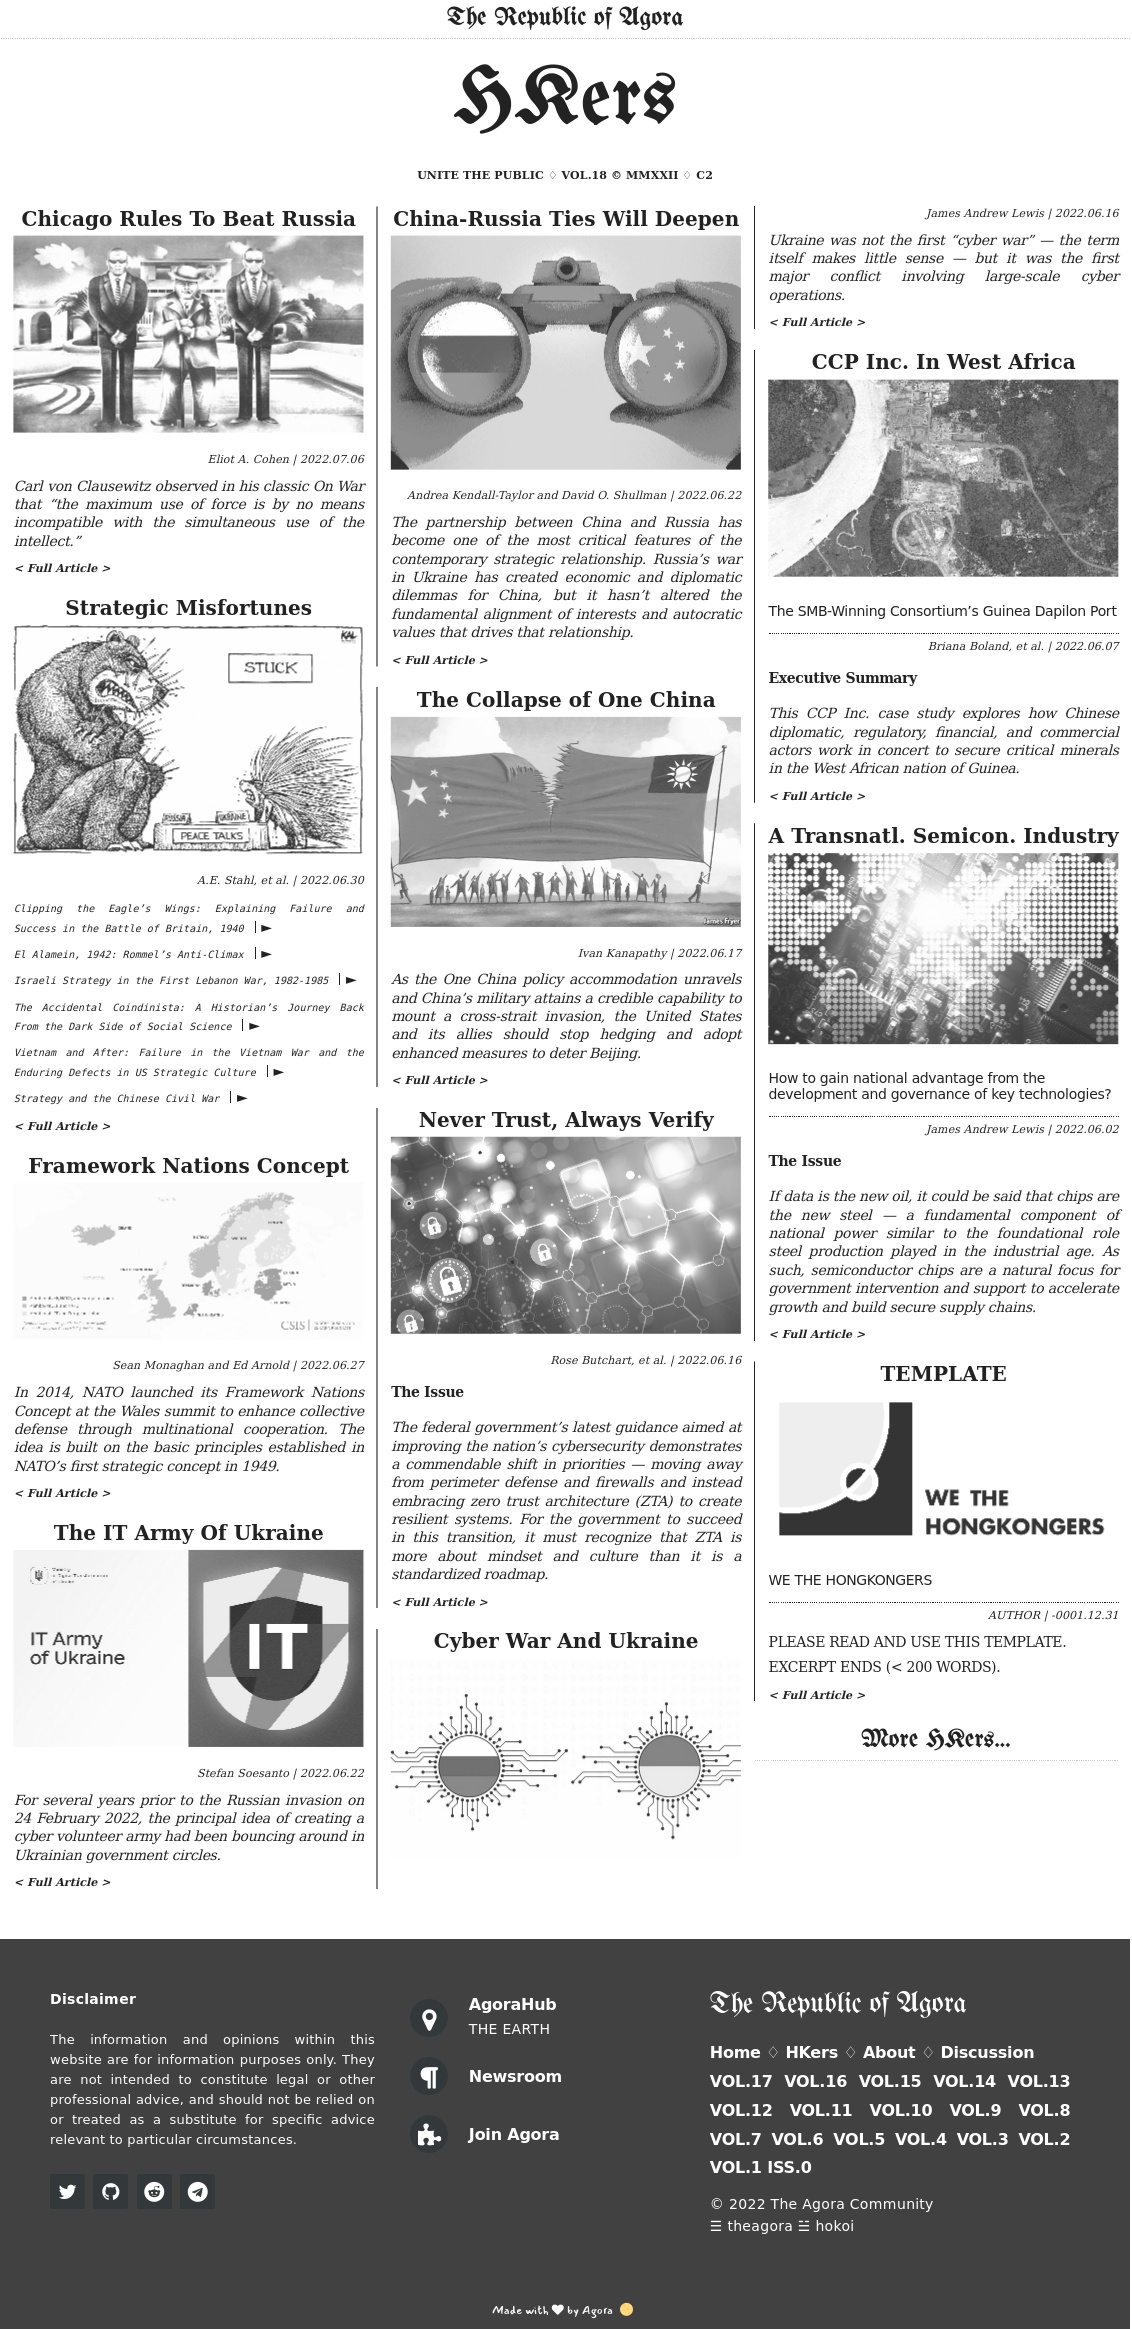 The Republic of Agora
HKers
UNITE THE PUBLIC ♢ VOL.18 © MMXXII ♢ C2
Chicago Rules To Beat Russia
Eliot A. Cohen | 2022.07.06
Carl von Clausewitz observed in his classic On War
that “the maximum use of force is by no means
incompatible with the simultaneous use of the
intellect.”
< Full Article >
Strategic Misfortunes
KAL
STUCK
RUSSIA
UKRAINE
PEACE TALKS
A.E. Stahl, et al. | 2022.06.30
Clipping the Eagle’s Wings: Explaining Failure and
Success in the Battle of Britain, 1940 |►
El Alamein, 1942: Rommel’s Anti-Climax |►
Israeli Strategy in the First Lebanon War, 1982-1985 |►
The Accidental Coindinista: A Historian’s Journey Back
From the Dark Side of Social Science |►
Vietnam and After: Failure in the Vietnam War and the
Enduring Defects in US Strategic Culture |►
Strategy and the Chinese Civil War |►
< Full Article >
Framework Nations Concept
CSIS
Sean Monaghan and Ed Arnold | 2022.06.27
In 2014, NATO launched its Framework Nations
Concept at the Wales summit to enhance collective
defense through multinational cooperation. The
idea is built on the basic principles established in
NATO’s first strategic concept in 1949.
< Full Article >
The IT Army Of Ukraine
IT Army
of Ukraine
IT
Stefan Soesanto | 2022.06.22
For several years prior to the Russian invasion on
24 February 2022, the principal idea of creating a
cyber volunteer army had been bouncing around in
Ukrainian government circles.
< Full Article >
China-Russia Ties Will Deepen
Andrea Kendall-Taylor and David O. Shullman | 2022.06.22
The partnership between China and Russia has
become one of the most critical features of the
contemporary strategic relationship. Russia’s war
in Ukraine has created economic and diplomatic
dilemmas for China, but it hasn’t altered the
fundamental alignment of interests and autocratic
values that drives that relationship.
< Full Article >
The Collapse of One China
James Fryer
Ivan Kanapathy | 2022.06.17
As the One China policy accommodation unravels
and China’s military attains a credible capability to
mount a cross-strait invasion, the United States
and its allies should stop hedging and adopt
enhanced measures to deter Beijing.
< Full Article >
Never Trust, Always Verify
Rose Butchart, et al. | 2022.06.16
The Issue
The federal government’s latest guidance aimed at
improving the nation’s cybersecurity demonstrates
a commendable shift in priorities — moving away
from perimeter defense and firewalls and instead
embracing zero trust architecture (ZTA) to create
resilient systems. For the government to succeed
in this transition, it must recognize that ZTA is
more about mindset and culture than it is a
standardized roadmap.
< Full Article >
Cyber War And Ukraine
James Andrew Lewis | 2022.06.16
Ukraine was not the first “cyber war” — the term
itself makes little sense — but it was the first
major conflict involving large-scale cyber
operations.
< Full Article >
CCP Inc. In West Africa
The SMB-Winning Consortium’s Guinea Dapilon Port
Briana Boland, et al. | 2022.06.07
Executive Summary
This CCP Inc. case study explores how Chinese
diplomatic, regulatory, financial, and commercial
actors work in concert to secure critical minerals
in the West African nation of Guinea.
< Full Article >
A Transnatl. Semicon. Industry
How to gain national advantage from the
development and governance of key technologies?
James Andrew Lewis | 2022.06.02
The Issue
If data is the new oil, it could be said that chips are
the new steel — a fundamental component of
national power similar to the foundational role
steel production played in the industrial age. As
such, semiconductor chips are a natural focus for
government intervention and support to accelerate
growth and build secure supply chains.
< Full Article >
TEMPLATE
WE THE
HONGKONGERS
WE THE HONGKONGERS
AUTHOR | -0001.12.31
PLEASE READ AND USE THIS TEMPLATE.
EXCERPT ENDS (< 200 WORDS).
< Full Article >
More HKers...
Disclaimer
The information and opinions within this
website are for information purposes only. They
are not intended to constitute legal or other
professional advice, and should not be relied on
or treated as a substitute for specific advice
relevant to particular circumstances.
AgoraHub
THE EARTH
Newsroom
Join Agora
The Republic of Agora
Home ♢ HKers ♢ About ♢ Discussion
VOL.17 VOL.16 VOL.15 VOL.14 VOL.13
VOL.12 VOL.11 VOL.10 VOL.9 VOL.8
VOL.7 VOL.6 VOL.5 VOL.4 VOL.3 VOL.2
VOL.1 ISS.0
© 2022 The Agora Community
☰ theagora ☱ hokoi
Made with ♥ by Agora